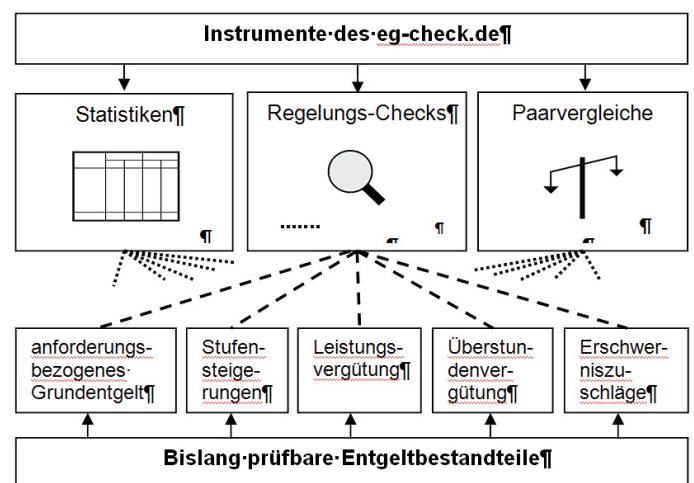 Instrumente·des·eg-check.de¶
Statistiken¶
Regelungs-Checks¶
Paarvergleiche
¶
¶
¶
¶
¶
anforderungs-
bezogenes·
Grundentgelt¶
Stufen-
steige-
rungen¶
Leistungs-
vergütung¶
Überstun-
denver-
gütung¶
Erschwer-
niszu-
schläge¶
Bislang·prüfbare·Entgeltbestandteile¶